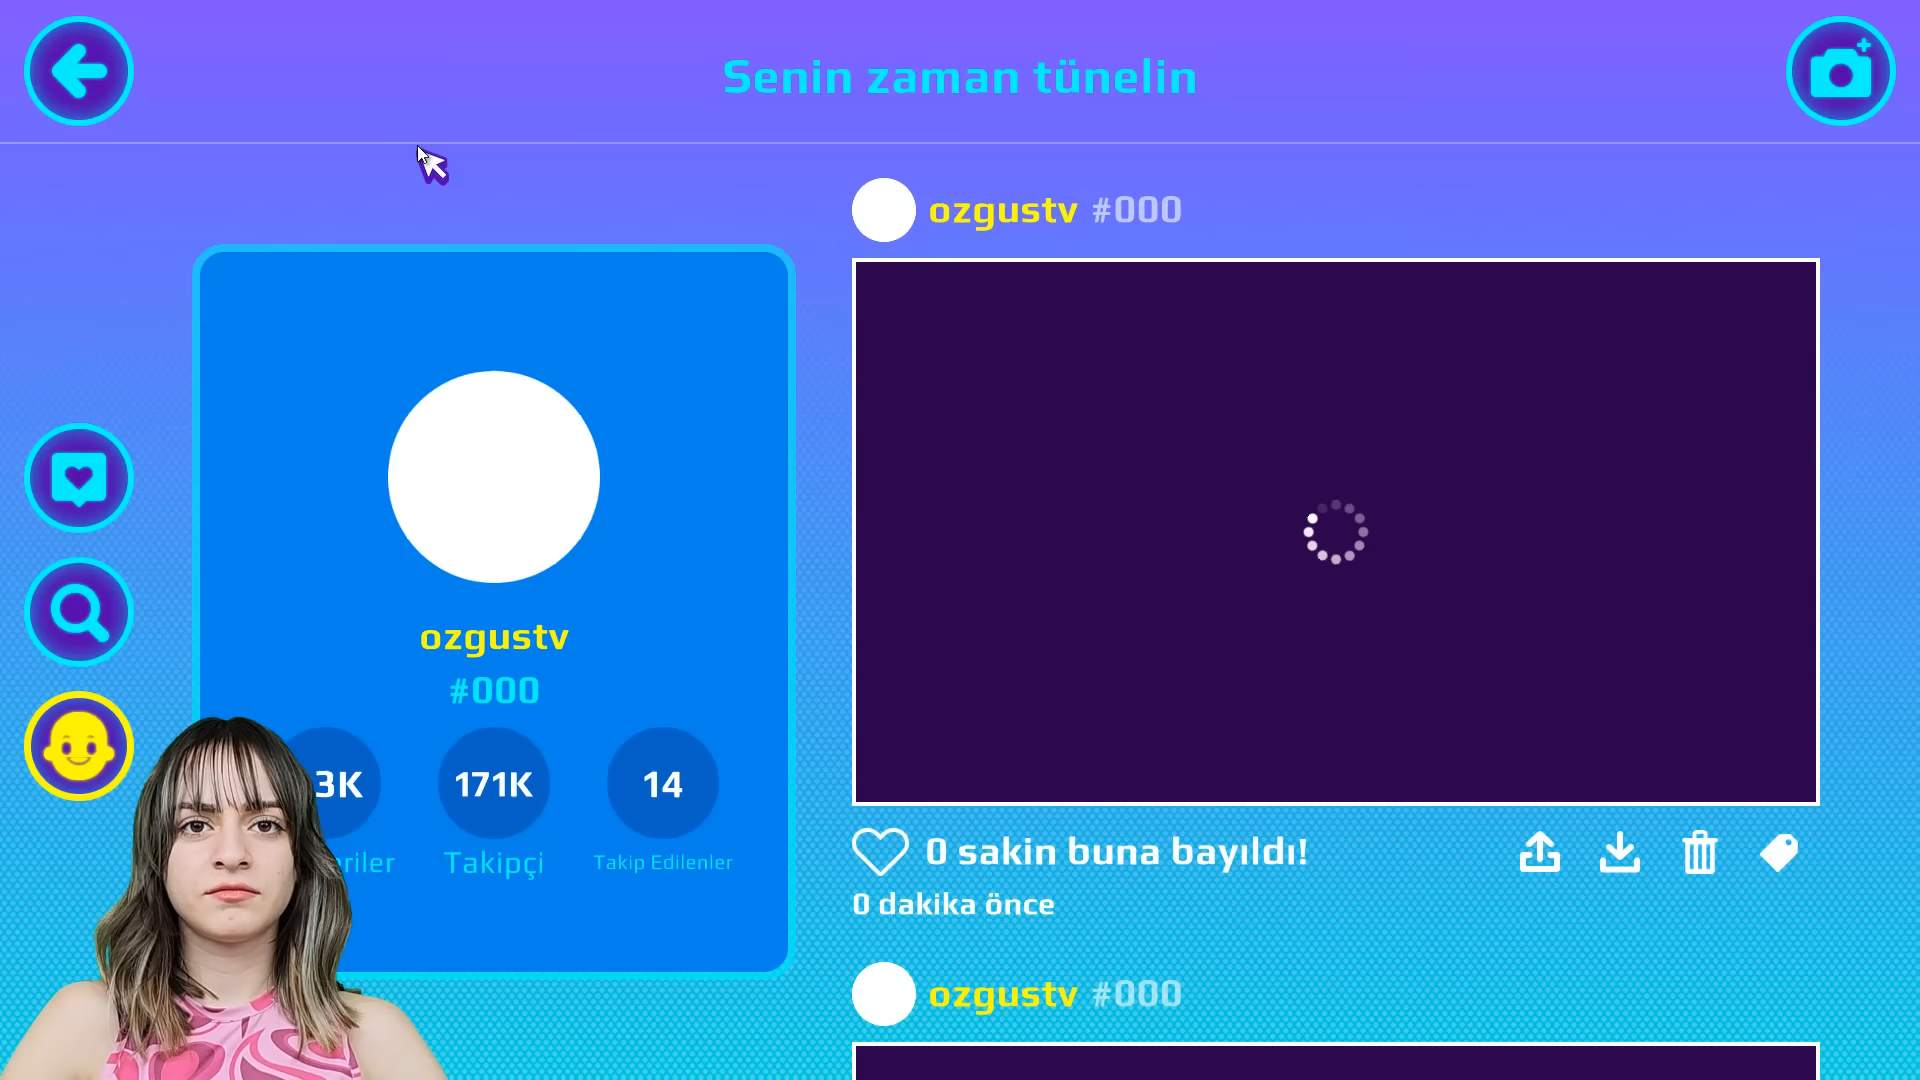 Senin zaman tünelin
ozgustv #000
ozgustv
#000
3K
171K
14
Takipçi
Takip Edilenler
0 sakin buna bayıldı!
0 dakika önce
ozgustv #000